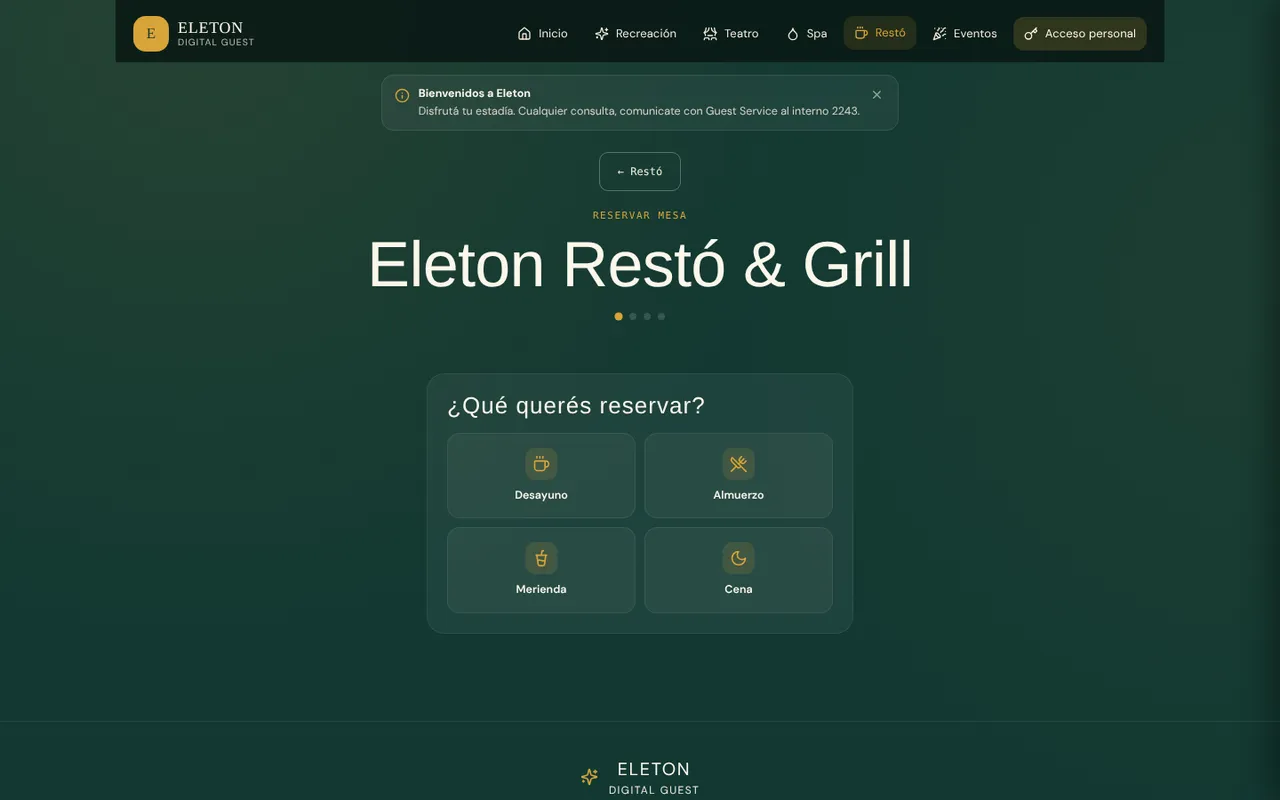 E
ELETON
DIGITAL GUEST
Inicio
Recreación
Teatro
Spa
Restó
Eventos
Acceso personal
Bienvenidos a Eleton
Disfrutá tu estadía. Cualquier consulta, comunicate con Guest Service al interno 2243.
← Restó
RESERVAR MESA
Eleton Restó & Grill
¿Qué querés reservar?
Desayuno
Almuerzo
Merienda
Cena
ELETON
DIGITAL GUEST